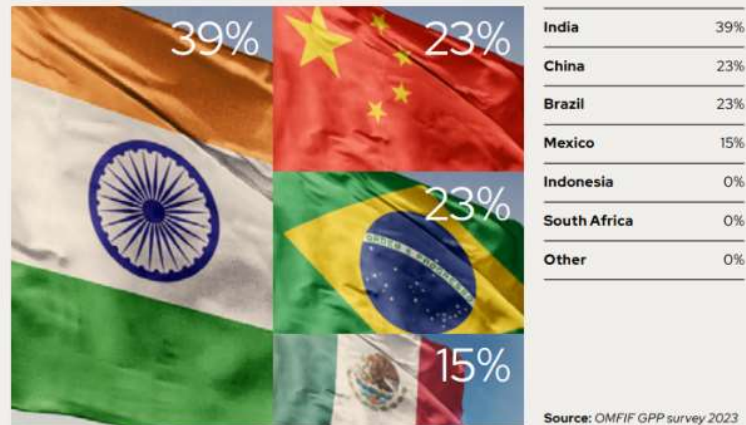 39%
23%
23%
15%
India 39%
China 23%
Brazil 23%
Mexico 15%
Indonesia 0%
South Africa 0%
Other 0%
Source: OMFIF GPP survey 2023